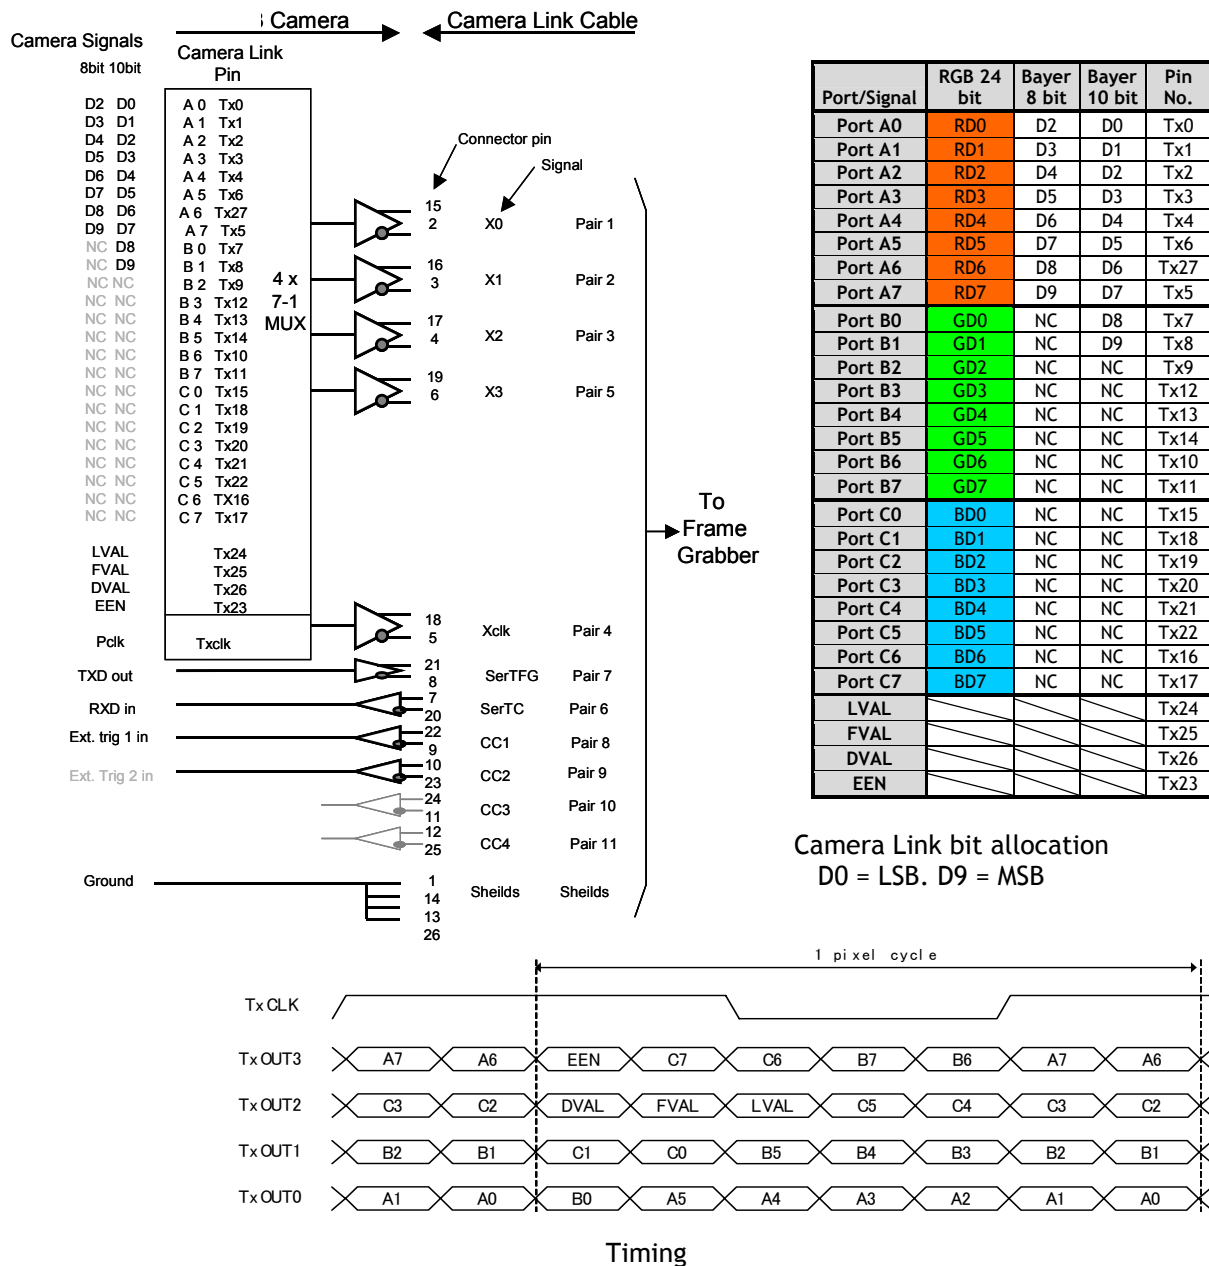 Camera
Camera Link Cable
Camera Signals
8bit 10bit
Camera Link
Pin
D2 D0 A 0 Tx0
D3 D1 A 1 Tx1
D4 D2 A 2 Tx2
D5 D3 A 3 Tx3
D6 D4 A 4 Tx4
D7 D5 A 5 Tx6
D8 D6 A 6 Tx27
D9 D7 A 7 Tx5
NC D8 B 0 Tx7
NC D9 B 1 Tx8
NC NC B 2 Tx9
NC NC B 3 Tx12
NC NC B 4 Tx13
NC NC B 5 Tx14
NC NC B 6 Tx10
NC NC B 7 Tx11
NC NC C 0 Tx15
NC NC C 1 Tx18
NC NC C 2 Tx19
NC NC C 3 Tx20
NC NC C 4 Tx21
NC NC C 5 Tx22
NC NC C 6 TX16
NC NC C 7 Tx17
LVAL Tx24
FVAL Tx25
DVAL Tx26
EEN Tx23
Pclk Txclk
4 x
7-1
MUX
Connector pin
Signal
15
2 X0 Pair 1
16
3 X1 Pair 2
17
4 X2 Pair 3
19
6 X3 Pair 5
18
5 Xclk Pair 4
TXD out
21
8 SerTFG Pair 7
RXD in
7
20 SerTC Pair 6
Ext. trig 1 in
22
9 CC1 Pair 8
Ext. Trig 2 in
10
23 CC2 Pair 9
24
11 CC3 Pair 10
12
25 CC4 Pair 11
Ground
1
14 Sheilds Sheilds
13
26
To
Frame
Grabber
Port/Signal RGB 24 bit Bayer 8 bit Bayer 10 bit Pin No.
Port A0 RD0 D2 D0 Tx0
Port A1 RD1 D3 D1 Tx1
Port A2 RD2 D4 D2 Tx2
Port A3 RD3 D5 D3 Tx3
Port A4 RD4 D6 D4 Tx4
Port A5 RD5 D7 D5 Tx6
Port A6 RD6 D8 D6 Tx27
Port A7 RD7 D9 D7 Tx5
Port B0 GD0 NC D8 Tx7
Port B1 GD1 NC D9 Tx8
Port B2 GD2 NC NC Tx9
Port B3 GD3 NC NC Tx12
Port B4 GD4 NC NC Tx13
Port B5 GD5 NC NC Tx14
Port B6 GD6 NC NC Tx10
Port B7 GD7 NC NC Tx11
Port C0 BD0 NC NC Tx15
Port C1 BD1 NC NC Tx18
Port C2 BD2 NC NC Tx19
Port C3 BD3 NC NC Tx20
Port C4 BD4 NC NC Tx21
Port C5 BD5 NC NC Tx22
Port C6 BD6 NC NC Tx16
Port C7 BD7 NC NC Tx17
LVAL Tx24
FVAL Tx25
DVAL Tx26
EEN Tx23
Camera Link bit allocation
D0 = LSB. D9 = MSB
1 pixel cycle
Tx CLK
Tx OUT3 A7 A6 EEN C7 C6 B7 B6 A7 A6
Tx OUT2 C3 C2 DVAL FVAL LVAL C5 C4 C3 C2
Tx OUT1 B2 B1 C1 C0 B5 B4 B3 B2 B1
Tx OUT0 A1 A0 B0 A5 A4 A3 A2 A1 A0
Timing